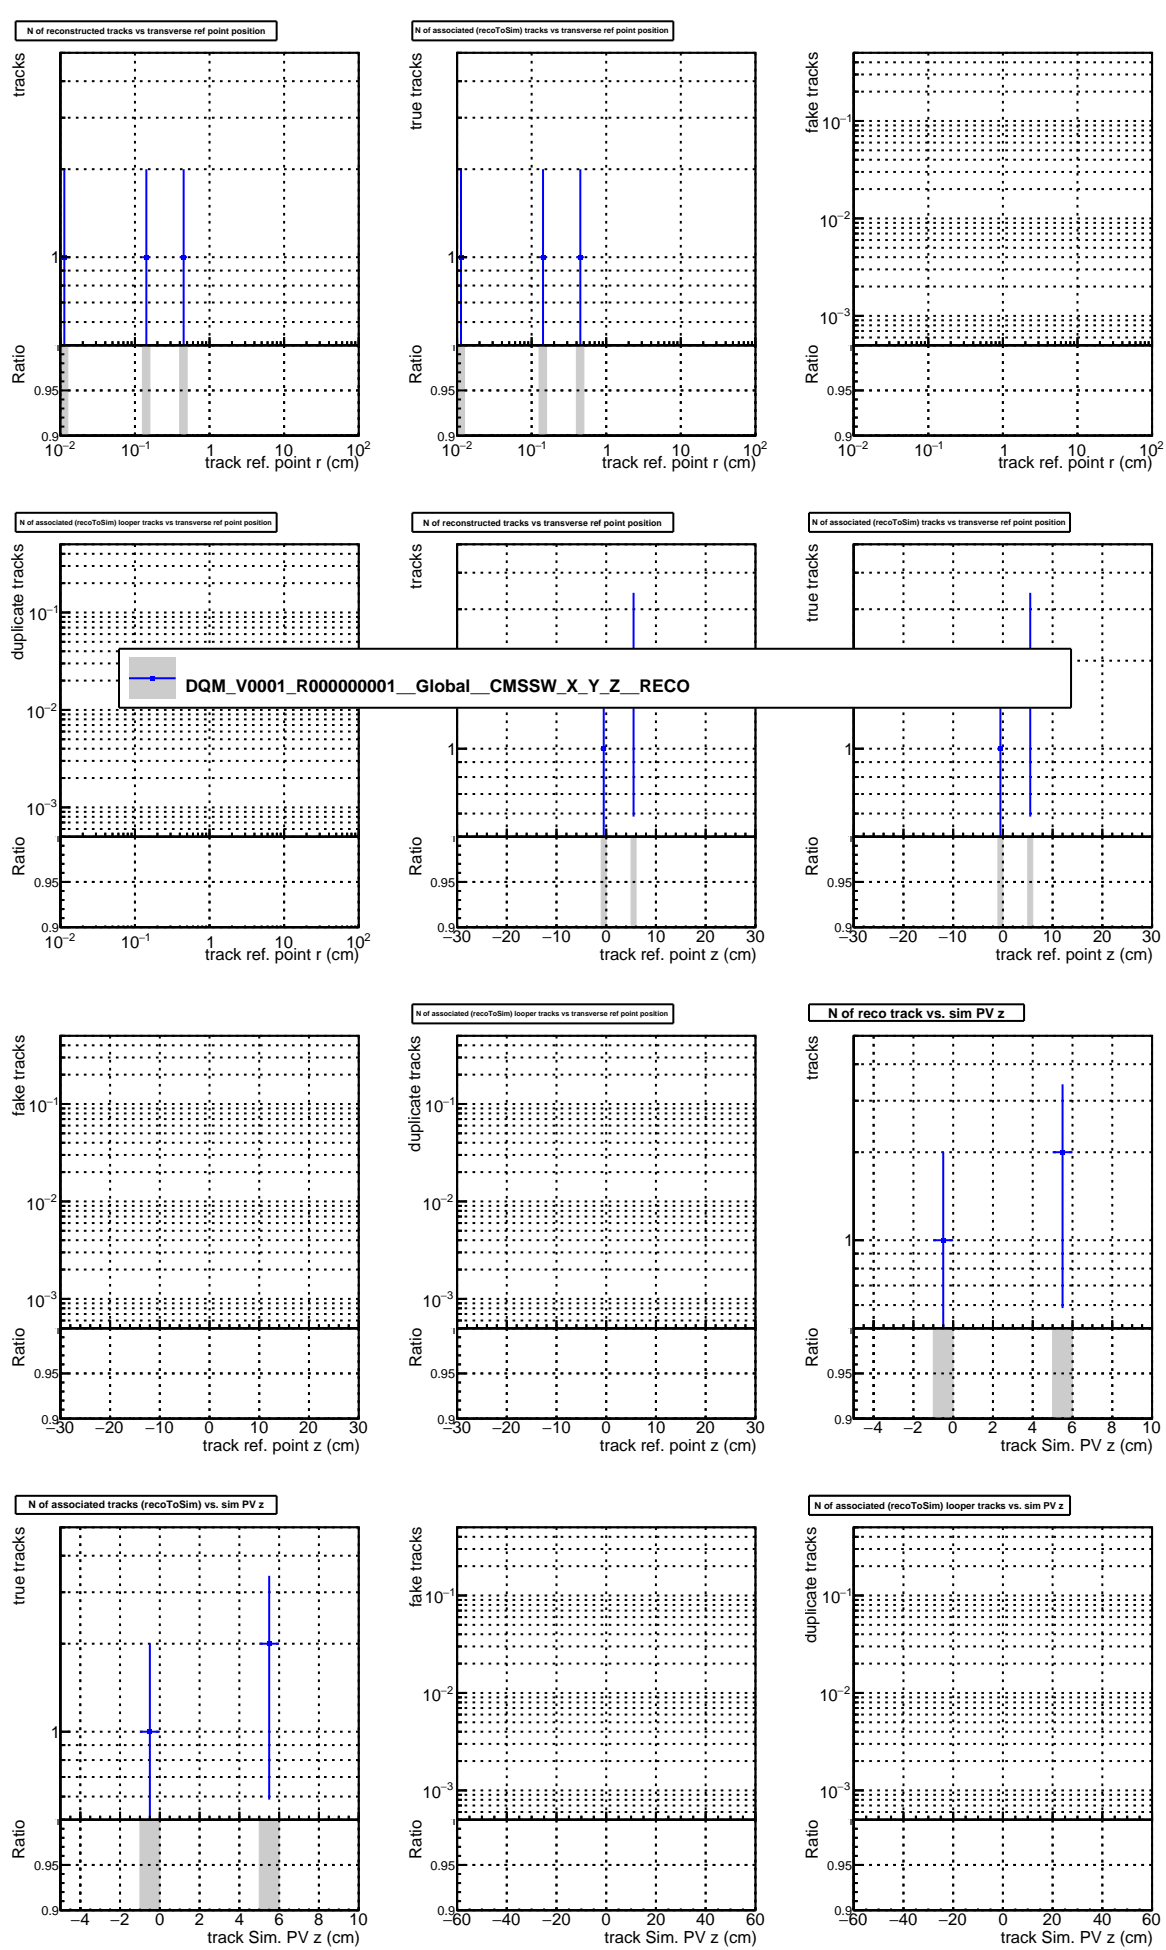 N of reconstructed tracks vs transverse ref point position
tracks
1
Ratio
0.95
0.9
10−2 10−1 1 10 102
track ref. point r (cm)
N of associated (recoToSim) tracks vs transverse ref point position
true tracks
1
Ratio
0.95
0.9
10−2 10−1 1 10 102
track ref. point r (cm)
fake tracks
10−1
10−2
10−3
Ratio
0.95
0.9
10−2 10−1 1 10 102
track ref. point r (cm)
N of associated (recoToSim) looper tracks vs transverse ref point position
duplicate tracks
10−1
10−2
10−3
Ratio
0.95
0.9
10−2 10−1 1 10 102
track ref. point r (cm)
N of reconstructed tracks vs transverse ref point position
tracks
1
Ratio
0.95
0.9
−30 −20 −10 0 10 20 30
track ref. point z (cm)
N of associated (recoToSim) tracks vs transverse ref point position
true tracks
1
Ratio
0.95
0.9
−30 −20 −10 0 10 20 30
track ref. point z (cm)
DQM_V0001_R000000001__Global__CMSSW_X_Y_Z__RECO
fake tracks
10−1
10−2
10−3
Ratio
0.95
0.9
−30 −20 −10 0 10 20 30
track ref. point z (cm)
N of associated (recoToSim) looper tracks vs transverse ref point position
duplicate tracks
10−1
10−2
10−3
Ratio
0.95
0.9
−30 −20 −10 0 10 20 30
track ref. point z (cm)
N of reco track vs. sim PV z
tracks
1
Ratio
0.95
0.9
−4 −2 0 2 4 6 8 10
track Sim. PV z (cm)
N of associated tracks (recoToSim) vs. sim PV z
true tracks
1
Ratio
0.95
0.9
−4 −2 0 2 4 6 8 10
track Sim. PV z (cm)
fake tracks
10−1
10−2
10−3
Ratio
0.95
0.9
−60 −40 −20 0 20 40 60
track Sim. PV z (cm)
N of associated (recoToSim) looper tracks vs. sim PV z
duplicate tracks
10−1
10−2
10−3
Ratio
0.95
0.9
−60 −40 −20 0 20 40 60
track Sim. PV z (cm)